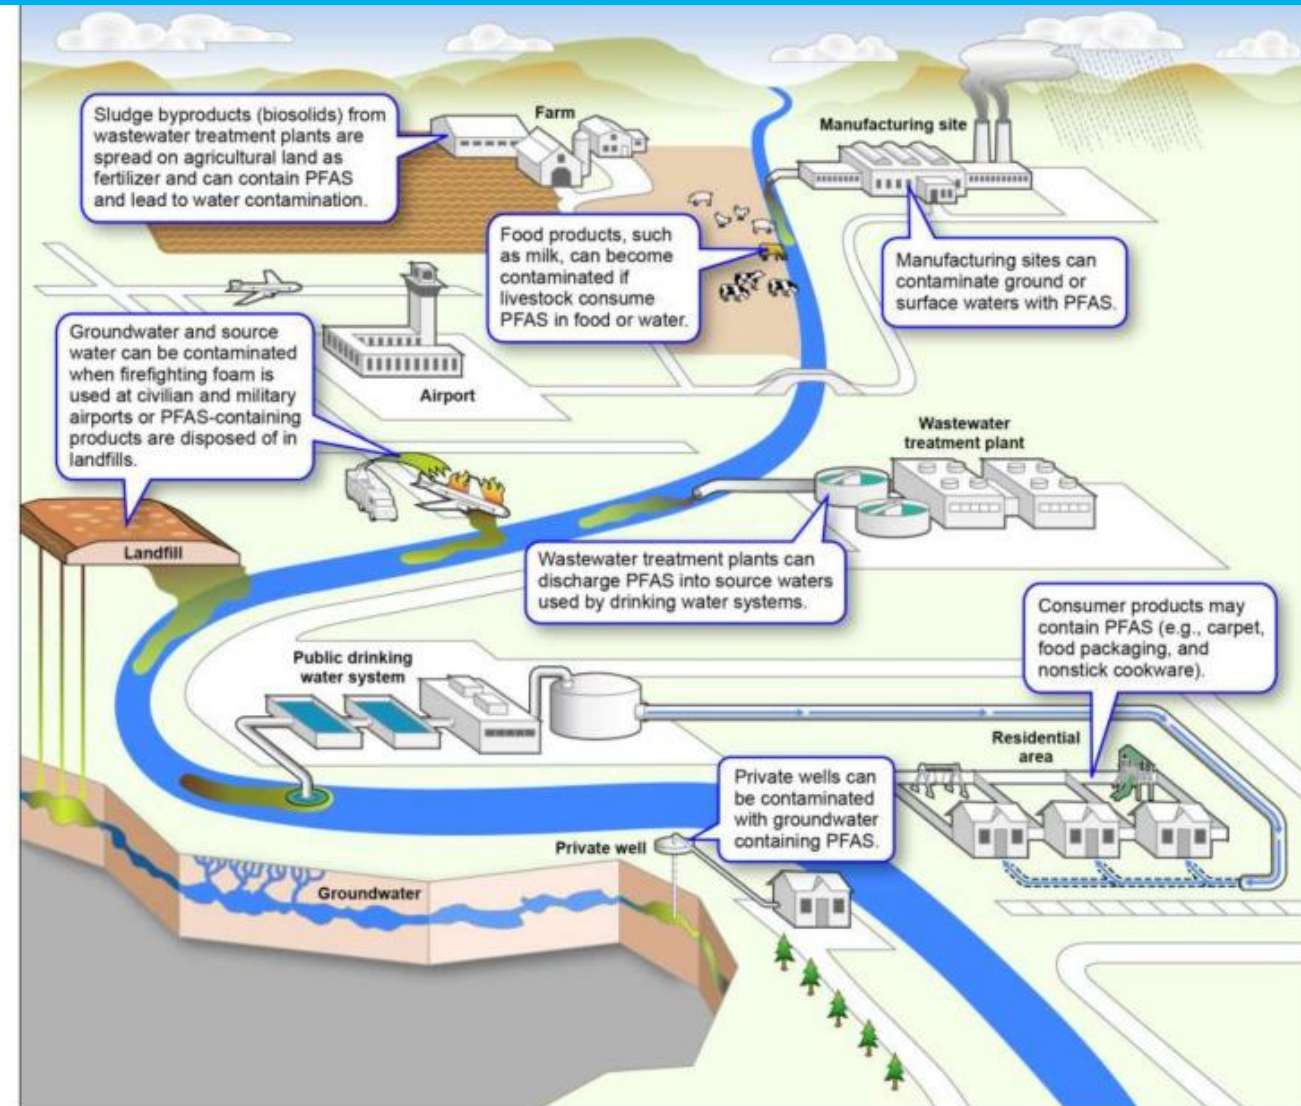 Sludge byproducts (biosolids) from
wastewater treatment plants are
spread on agricultural land as
fertilizer and can contain PFAS
and lead to water contamination.
Farm
Manufacturing site
Food products, such
as milk, can become
contaminated if
livestock consume
PFAS in food or water.
Manufacturing sites can
contaminate ground or
surface waters with PFAS.
Groundwater and source
water can be contaminated
when firefighting foam is
used at civilian and military
airports or PFAS-containing
products are disposed of in
landfills.
Airport
Wastewater
treatment plant
Landfill
Wastewater treatment plants can
discharge PFAS into source waters
used by drinking water systems.
Consumer products may
contain PFAS (e.g., carpet,
food packaging, and
nonstick cookware).
Public drinking
water system
Residential
area
Private wells can
be contaminated
with groundwater
containing PFAS.
Private well
Groundwater